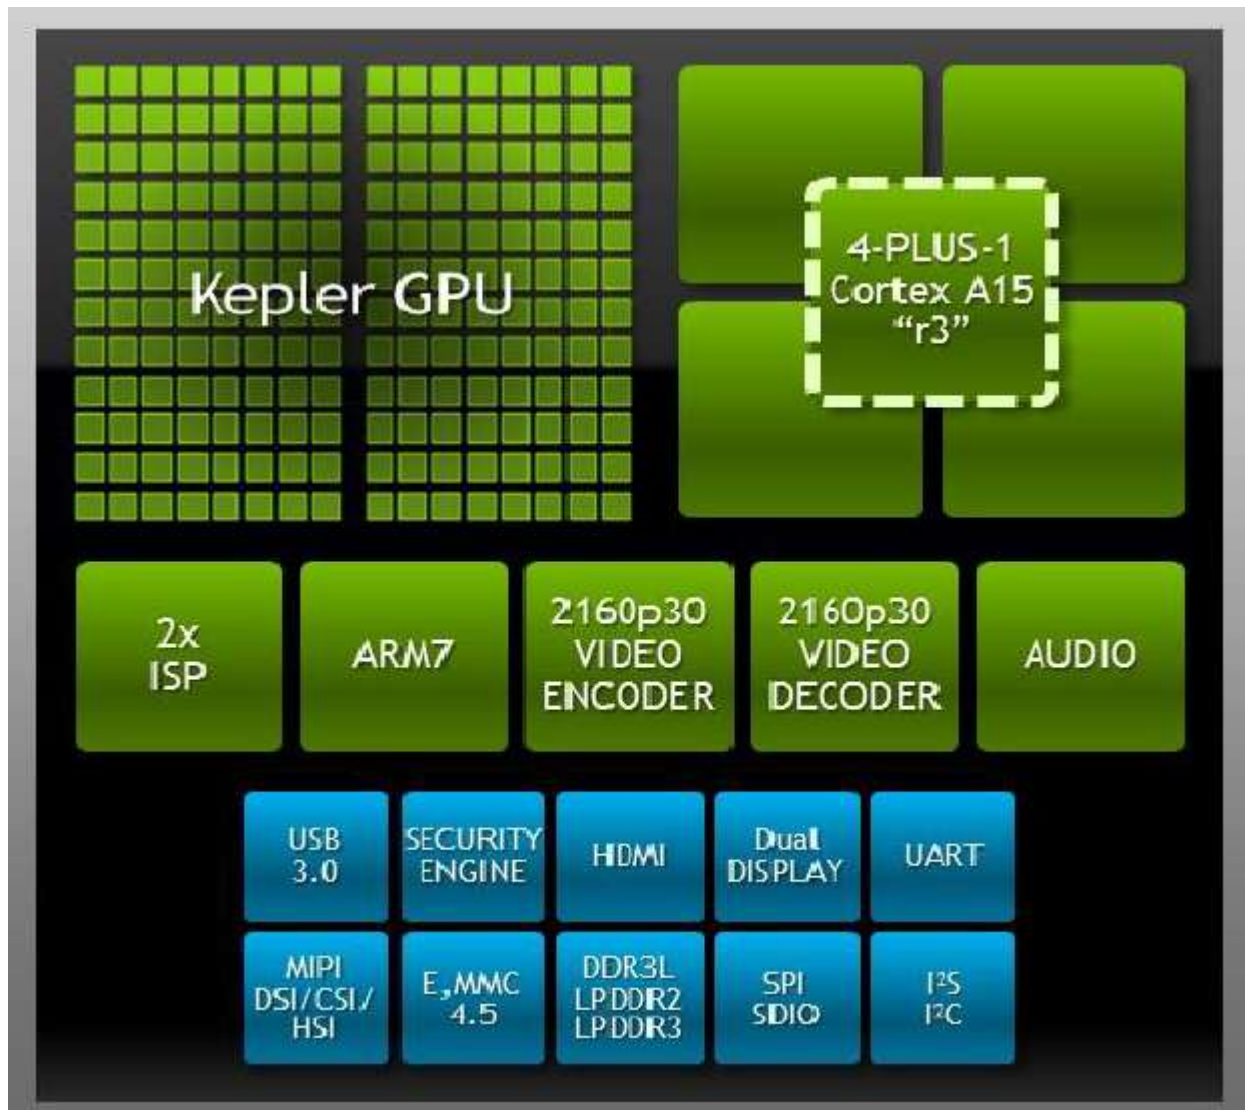 Kepler GPU
4-PLUS-1
Cortex A15
“r3”
2x
ISP
ARM7
2160p30
VIDEO
ENCODER
2160p30
VIDEO
DECODER
AUDIO
USB
3.0
SECURITY
ENGINE
HDMI
Dual
DISPLAY
UART
MIPI
DSI/CSI/
HSI
E,MMC
4.5
DDR3L
LPDDR2
LPDDR3
SPI
SDIO
I²S
I²C